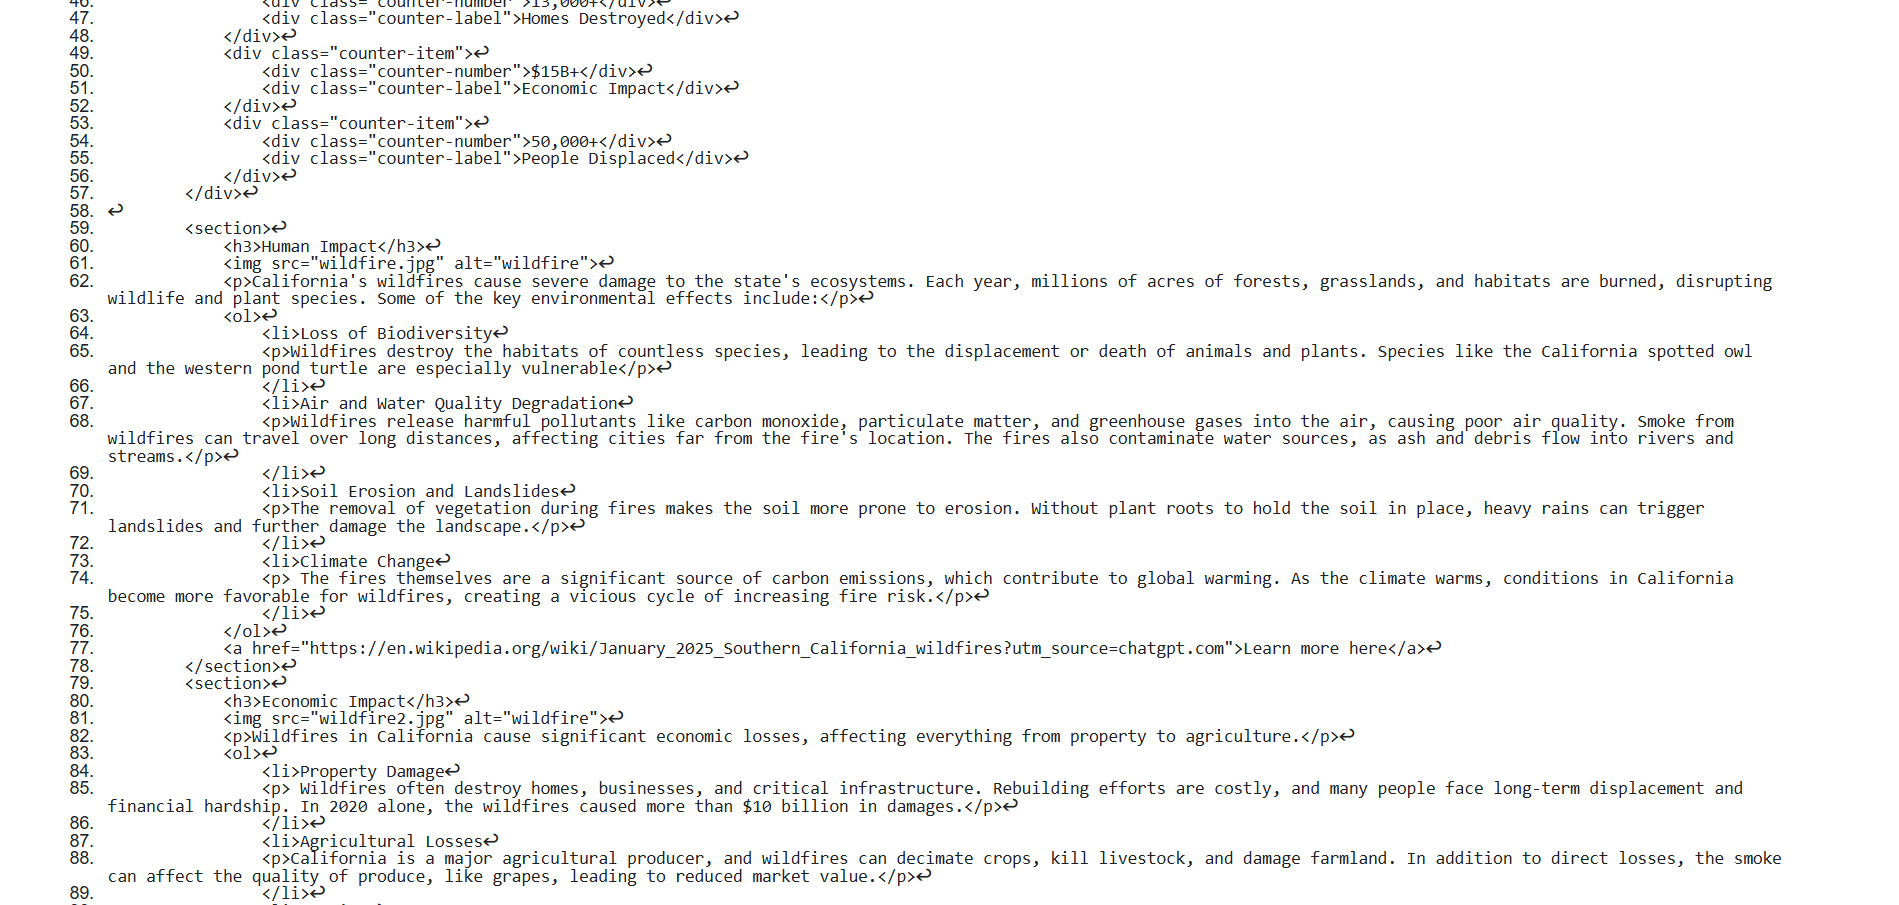 46.                 <div class="counter-number">13,000+</div>↩
47.                 <div class="counter-label">Homes Destroyed</div>↩
48.             </div>↩
49.             <div class="counter-item">↩
50.                 <div class="counter-number">$15B+</div>↩
51.                 <div class="counter-label">Economic Impact</div>↩
52.             </div>↩
53.             <div class="counter-item">↩
54.                 <div class="counter-number">50,000+</div>↩
55.                 <div class="counter-label">People Displaced</div>↩
56.             </div>↩
57.         </div>↩
58. ↩
59.         <section>↩
60.             <h3>Human Impact</h3>↩
61.             <img src="wildfire.jpg" alt="wildfire">↩
62.             <p>California's wildfires cause severe damage to the state's ecosystems. Each year, millions of acres of forests, grasslands, and habitats are burned, disrupting
wildlife and plant species. Some of the key environmental effects include:</p>↩
63.             <ol>↩
64.                 <li>Loss of Biodiversity↩
65.                 <p>Wildfires destroy the habitats of countless species, leading to the displacement or death of animals and plants. Species like the California spotted owl
and the western pond turtle are especially vulnerable</p>↩
66.                 </li>↩
67.                 <li>Air and Water Quality Degradation↩
68.                 <p>Wildfires release harmful pollutants like carbon monoxide, particulate matter, and greenhouse gases into the air, causing poor air quality. Smoke from
wildfires can travel over long distances, affecting cities far from the fire's location. The fires also contaminate water sources, as ash and debris flow into rivers and
streams.</p>↩
69.                 </li>↩
70.                 <li>Soil Erosion and Landslides↩
71.                 <p>The removal of vegetation during fires makes the soil more prone to erosion. Without plant roots to hold the soil in place, heavy rains can trigger
landslides and further damage the landscape.</p>↩
72.                 </li>↩
73.                 <li>Climate Change↩
74.                 <p> The fires themselves are a significant source of carbon emissions, which contribute to global warming. As the climate warms, conditions in California
become more favorable for wildfires, creating a vicious cycle of increasing fire risk.</p>↩
75.                 </li>↩
76.             </ol>↩
77.             <a href="https://en.wikipedia.org/wiki/January_2025_Southern_California_wildfires?utm_source=chatgpt.com">Learn more here</a>↩
78.         </section>↩
79.         <section>↩
80.             <h3>Economic Impact</h3>↩
81.             <img src="wildfire2.jpg" alt="wildfire">↩
82.             <p>Wildfires in California cause significant economic losses, affecting everything from property to agriculture.</p>↩
83.             <ol>↩
84.                 <li>Property Damage↩
85.                 <p> Wildfires often destroy homes, businesses, and critical infrastructure. Rebuilding efforts are costly, and many people face long-term displacement and
financial hardship. In 2020 alone, the wildfires caused more than $10 billion in damages.</p>↩
86.                 </li>↩
87.                 <li>Agricultural Losses↩
88.                 <p>California is a major agricultural producer, and wildfires can decimate crops, kill livestock, and damage farmland. In addition to direct losses, the smoke
can affect the quality of produce, like grapes, leading to reduced market value.</p>↩
89.                 </li>↩